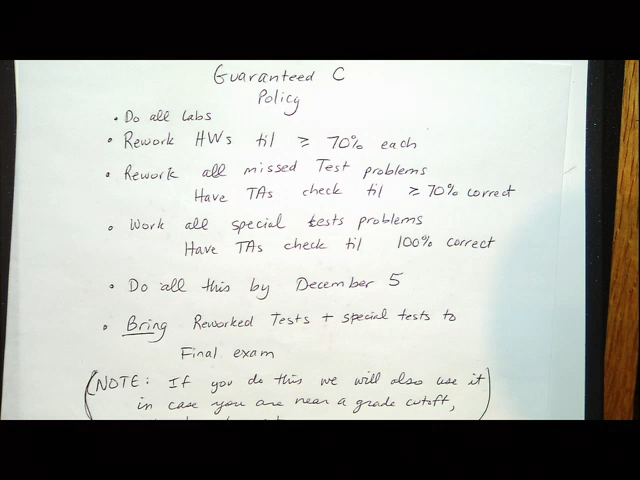 Guaranteed C
Policy
• Do all Labs
• Rework HWs til ≥ 70% each
• Rework all missed Test problems
Have TAs check til ≥ 70% correct
• Work all special tests problems
Have TAs check til 100% correct
• Do all this by December 5
• Bring Reworked Tests + special tests to
Final exam
(NOTE: If you do this we will also use it
in case you are near a grade cutoff,